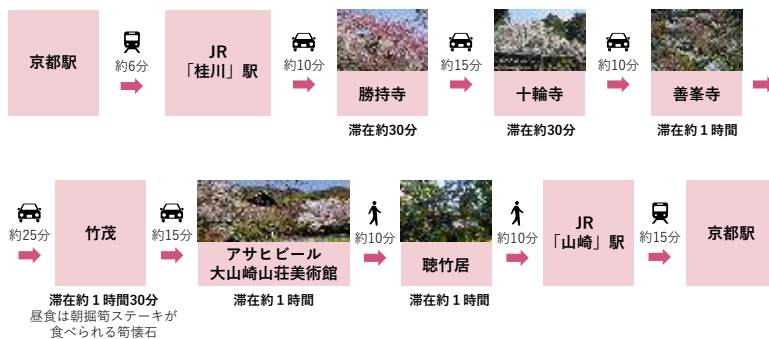 京都駅
約6分
JR
「桂川」駅
約10分
勝持寺
滞在約30分
約15分
十輪寺
滞在約30分
約10分
善峯寺
滞在約１時間
約25分
竹茂
滞在約１時間30分
昼食は朝掘筍ステーキが
食べられる筍懐石
約15分
アサヒビール
大山崎山荘美術館
滞在約１時間
約10分
聴竹居
滞在約１時間
約10分
JR
「山崎」駅
約15分
京都駅